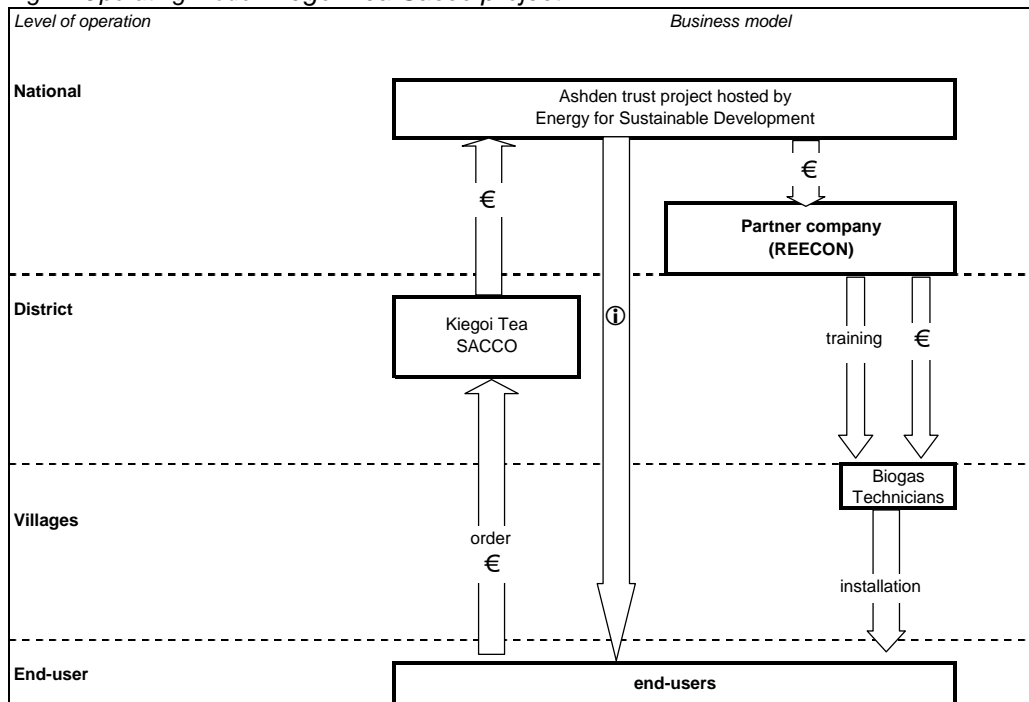 Level of operation
Business model
National
Ashden trust project hosted by
Energy for Sustainable Development
€
€
Partner company
(REECON)
District
Kiegoi Tea
SACCO
ⓘ
training
€
Biogas
Technicians
Villages
order
€
installation
End-user
end-users